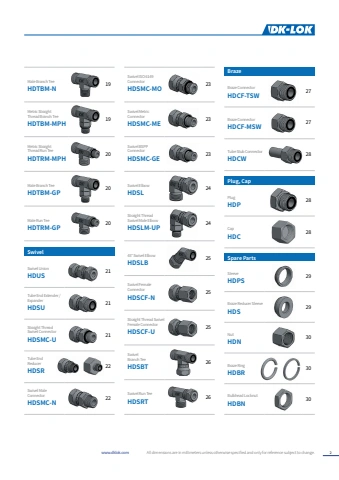 DK-LOK
Male Branch Tee
HDTBM-N
19
Metric Straight
Thread Branch Tee
HDTBM-MPH
19
Metric Straight
Thread Run Tee
HDTRM-MPH
20
Male Branch Tee
HDTBM-GP
20
Male Run Tee
HDTRM-GP
20
Swivel
Swivel Union
HDUS
21
Tube End Extender /
Expander
HDSU
21
Straight Thread
Swivel Connector
HDSMC-U
21
Tube End
Reducer
HDSR
22
Swivel Male
Connector
HDSMC-N
22
Connector
HDSMC-MO
23
Swivel Metric
Connector
HDSMC-ME
23
Swivel BSPP
Connector
HDSMC-GE
23
Swivel Elbow
HDSL
24
Straight Thread
Swivel Male Elbow
HDSLM-UP
24
45° Swivel Elbow
HDSLB
25
Swivel Female
Connector
HDSCF-N
25
Straight Thread Swivel
Female Connector
HDSCF-U
25
Swivel
Branch Tee
HDSBT
26
Swivel Run Tee
HDSRT
26
Braze
Braze Connector
HDCF-TSW
27
Braze Connector
HDCF-MSW
27
Tube Stub Connector
HDCW
28
Plug, Cap
Plug
HDP
28
Cap
HDC
28
Spare Parts
Sleeve
HDPS
29
Braze Reducer Sleeve
HDS
29
Nut
HDN
30
Snap Ring
HDBR
30
Bulkhead Locknut
HDBN
30
www.dklok.com
All dimensions are in millimeters unless otherwise specified and only for reference subject to change
3